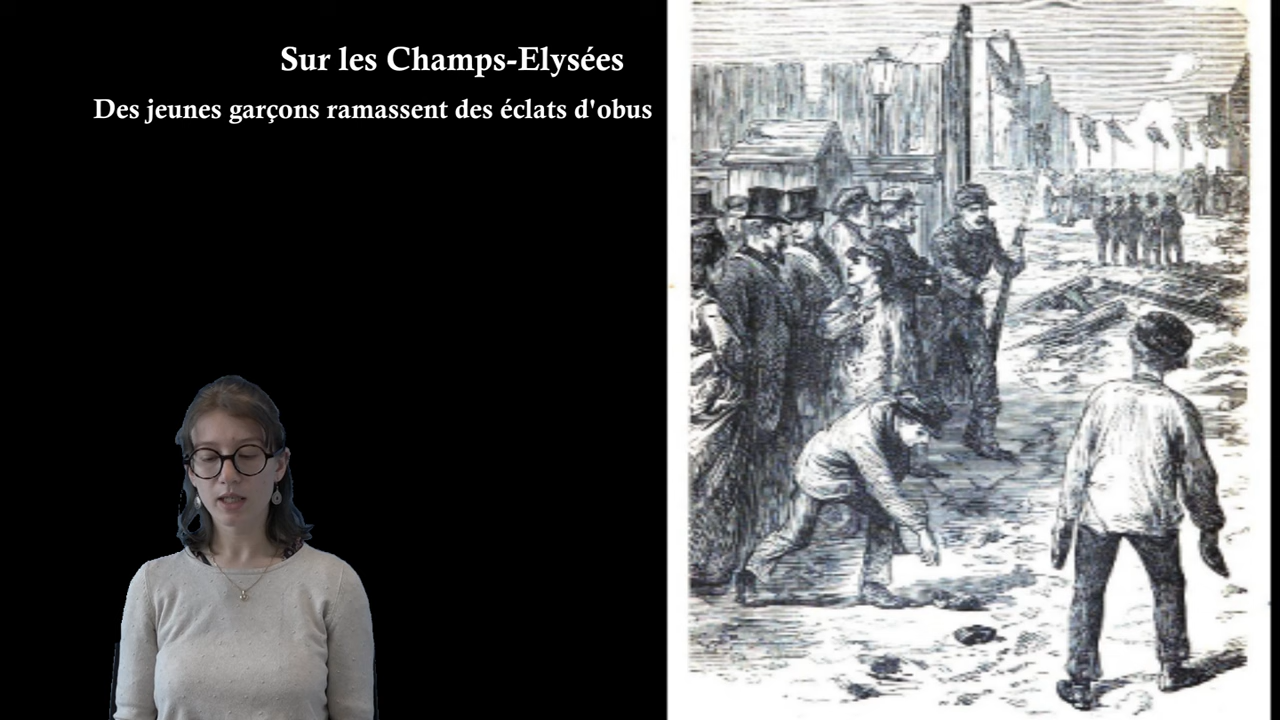 Sur les Champs-Elysées
Des jeunes garçons ramassent des éclats d'obus